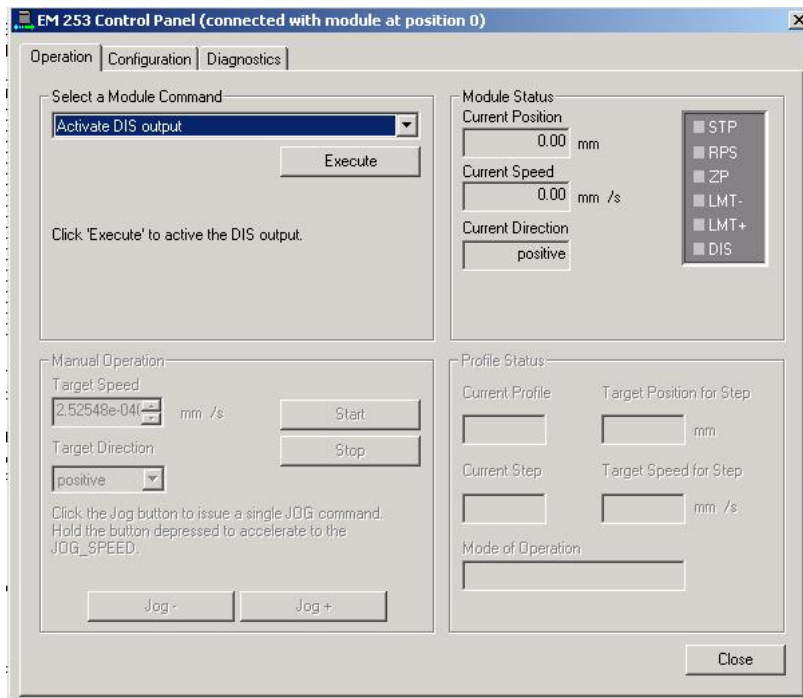 EM 253 Control Panel (connected with module at position 0)
Operation
Configuration
Diagnostics
Select a Module Command
Activate DIS output
Execute
Click 'Execute' to active the DIS output.
Module Status
Current Position
0.00 mm
Current Speed
0.00 mm /s
Current Direction
positive
STP
RPS
ZP
LMT-
LMT+
DIS
Manual Operation
Target Speed
2.52548e-04 mm /s
Start
Stop
Target Direction
positive
Click the Jog button to issue a single JOG command.
Hold the button depressed to accelerate to the
JOG_SPEED.
Jog -
Jog +
Profile Status
Current Profile
Target Position for Step
mm
Current Step
Target Speed for Step
mm /s
Mode of Operation
Close